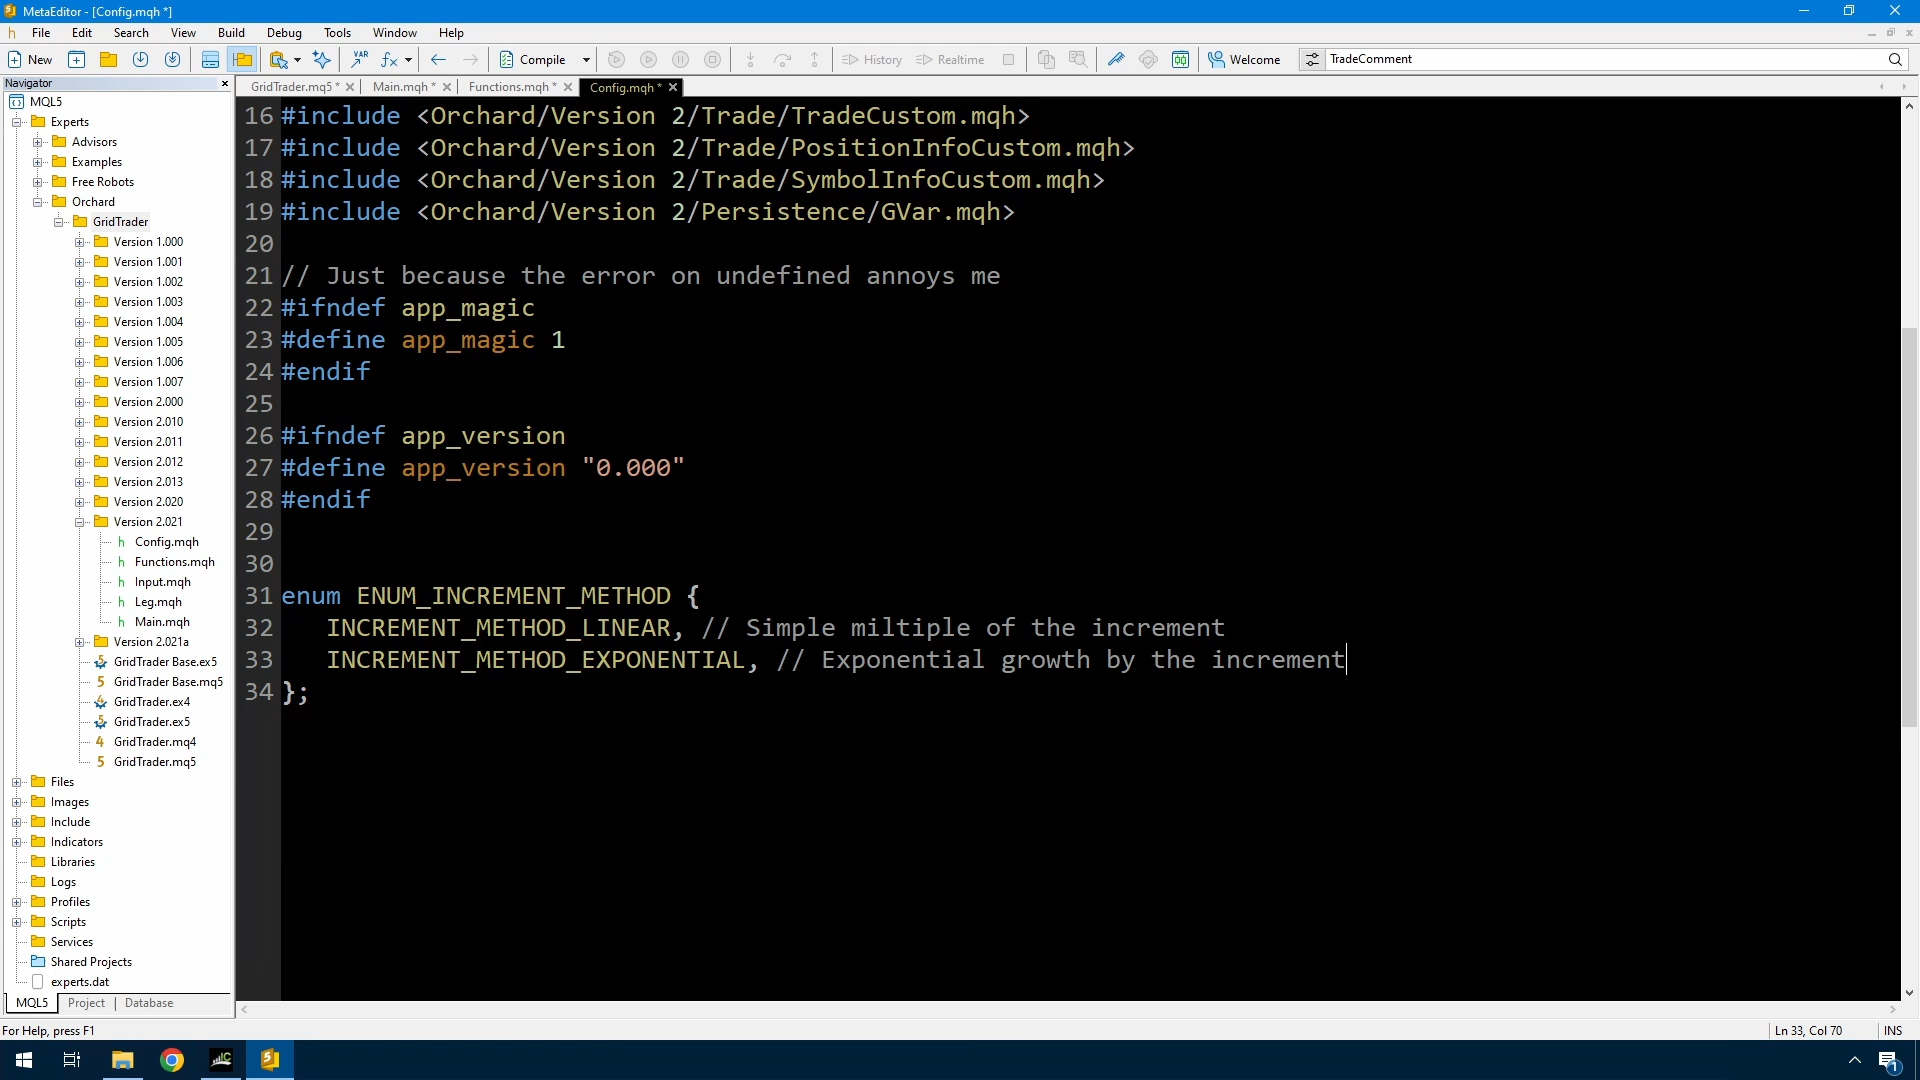 MetaEditor - [Config.mqh *]
File Edit Search View Build Debug Tools Window Help
New VAR fx Compile History Realtime Welcome TradeComment
Navigator
GridTrader.mq5 * Main.mqh * Functions.mqh * Config.mqh *
MQL5
Experts
Advisors
Examples
Free Robots
Orchard
GridTrader
Version 1.000
Version 1.001
Version 1.002
Version 1.003
Version 1.004
Version 1.005
Version 1.006
Version 1.007
Version 2.000
Version 2.010
Version 2.011
Version 2.012
Version 2.013
Version 2.020
Version 2.021
h Config.mqh
h Functions.mqh
h Input.mqh
h Leg.mqh
h Main.mqh
Version 2.021a
GridTrader Base.ex5
5 GridTrader Base.mq5
GridTrader.ex4
GridTrader.ex5
4 GridTrader.mq4
5 GridTrader.mq5
Files
Images
Include
Indicators
Libraries
Logs
Profiles
Scripts
Services
Shared Projects
experts.dat
MQL5 Project Database
16 #include <Orchard/Version 2/Trade/TradeCustom.mqh>
17 #include <Orchard/Version 2/Trade/PositionInfoCustom.mqh>
18 #include <Orchard/Version 2/Trade/SymbolInfoCustom.mqh>
19 #include <Orchard/Version 2/Persistence/GVar.mqh>
20
21 // Just because the error on undefined annoys me
22 #ifndef app_magic
23 #define app_magic 1
24 #endif
25
26 #ifndef app_version
27 #define app_version "0.000"
28 #endif
29
30
31 enum ENUM_INCREMENT_METHOD {
32 INCREMENT_METHOD_LINEAR, // Simple miltiple of the increment
33 INCREMENT_METHOD_EXPONENTIAL, // Exponential growth by the increment
34 };
For Help, press F1 Ln 33, Col 70 INS
1